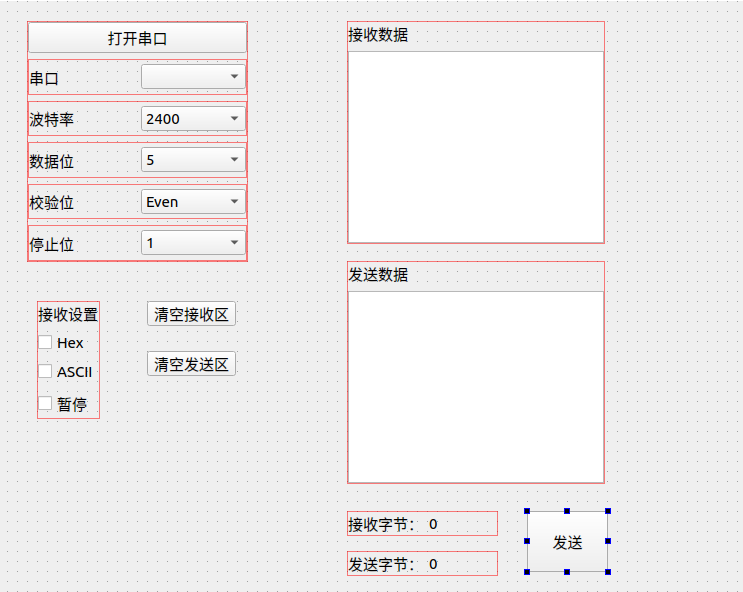 打开串口
串口
波特率 2400
数据位 5
校验位 Even
停止位 1
接收设置
Hex
ASCII
暂停
清空接收区
清空发送区
接收数据
发送数据
接收字节： 0
发送字节： 0
发送